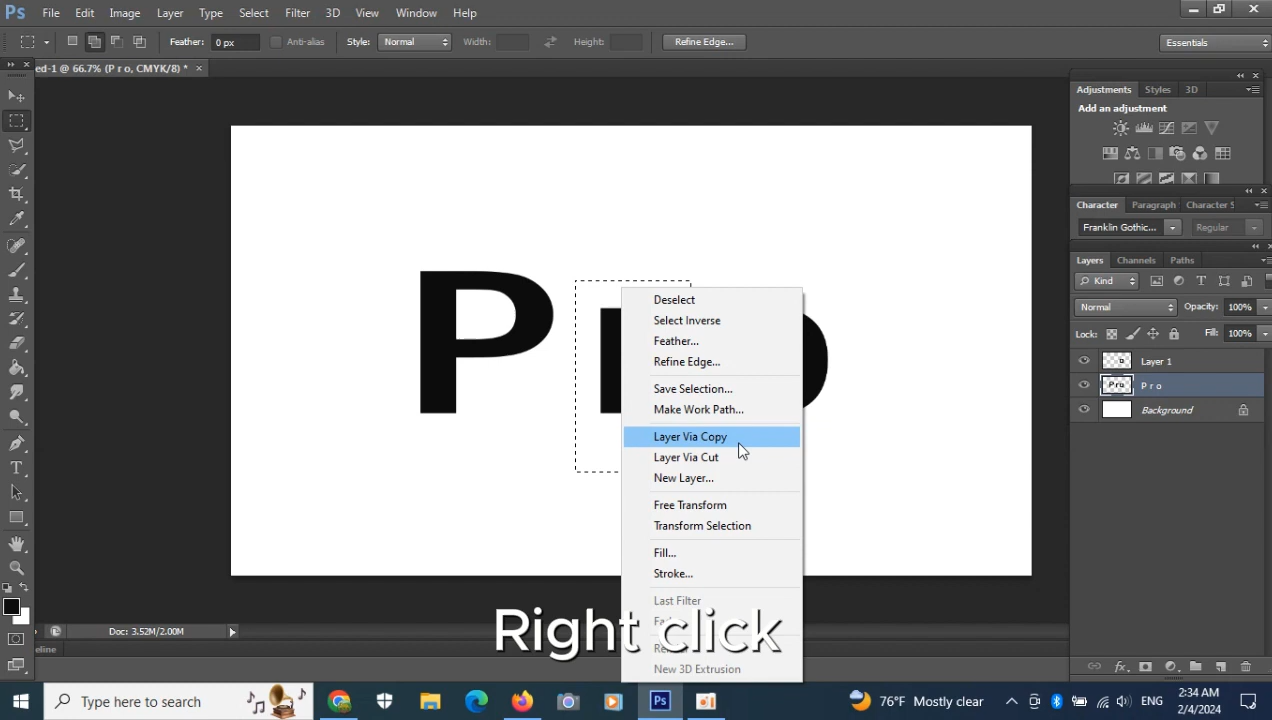 Ps File Edit Image Layer Type Select Filter 3D View Window Help
Feather: 0 px Anti-alias Style: Normal Width: Height: Refine Edge... Essentials
ed-1 @ 66.7% (P r o, CMYK/8) * ×
Adjustments Styles 3D
Add an adjustment
Character Paragraph Character S
Franklin Gothic... Regular
Layers Channels Paths
Kind
Normal Opacity: 100%
Lock: Fill: 100%
Layer 1
P r o
Background
P r o
Deselect
Select Inverse
Feather...
Refine Edge...
Save Selection...
Make Work Path...
Layer Via Copy
Layer Via Cut
New Layer...
Free Transform
Transform Selection
Fill...
Stroke...
Last Filter
New 3D Extrusion
Right click
Doc: 3.52M/2.00M
eline
Type here to search
Ps
76°F Mostly clear
ENG
2:34 AM
2/4/2024